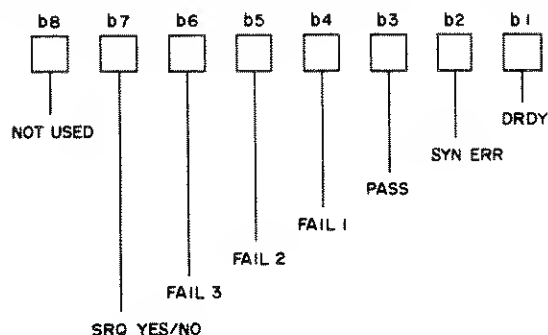 b8 b7 b6 b5 b4 b3 b2 b1
DRDY
NOT USED
SYN ERR
PASS
FAIL 1
FAIL 2
FAIL 3
SRQ YES/NO